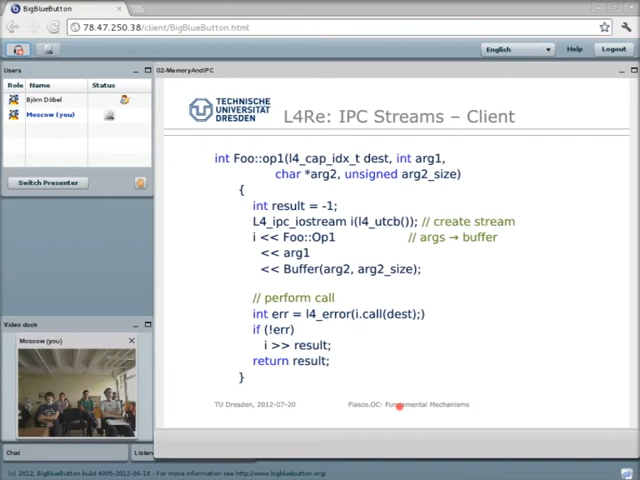 BigBlueButton
78.47.250.38/client/BigBlueButton.html
English
Help
Logout
Users
02-MemoryAndIPC
Role Name Status
Björn Döbel
Moscow (you)
Switch Presenter
TECHNISCHE
UNIVERSITÄT
DRESDEN
L4Re: IPC Streams – Client
int Foo::op1(l4_cap_idx_t dest, int arg1,
char *arg2, unsigned arg2_size)
{
int result = -1;
L4_ipc_iostream i(l4_utcb()); // create stream
i << Foo::Op1 // args → buffer
<< arg1
<< Buffer(arg2, arg2_size);
// perform call
int err = l4_error(i.call(dest);)
if (!err)
i >> result;
return result;
}
TU Dresden, 2012-07-20
Fiasco.OC: Fundamental Mechanisms
Video dock
Moscow (you)
Chat
Listen
(c) 2012, BigBlueButton build 4005-2012-06-18 - For more information see http://www.bigbluebutton.org/.